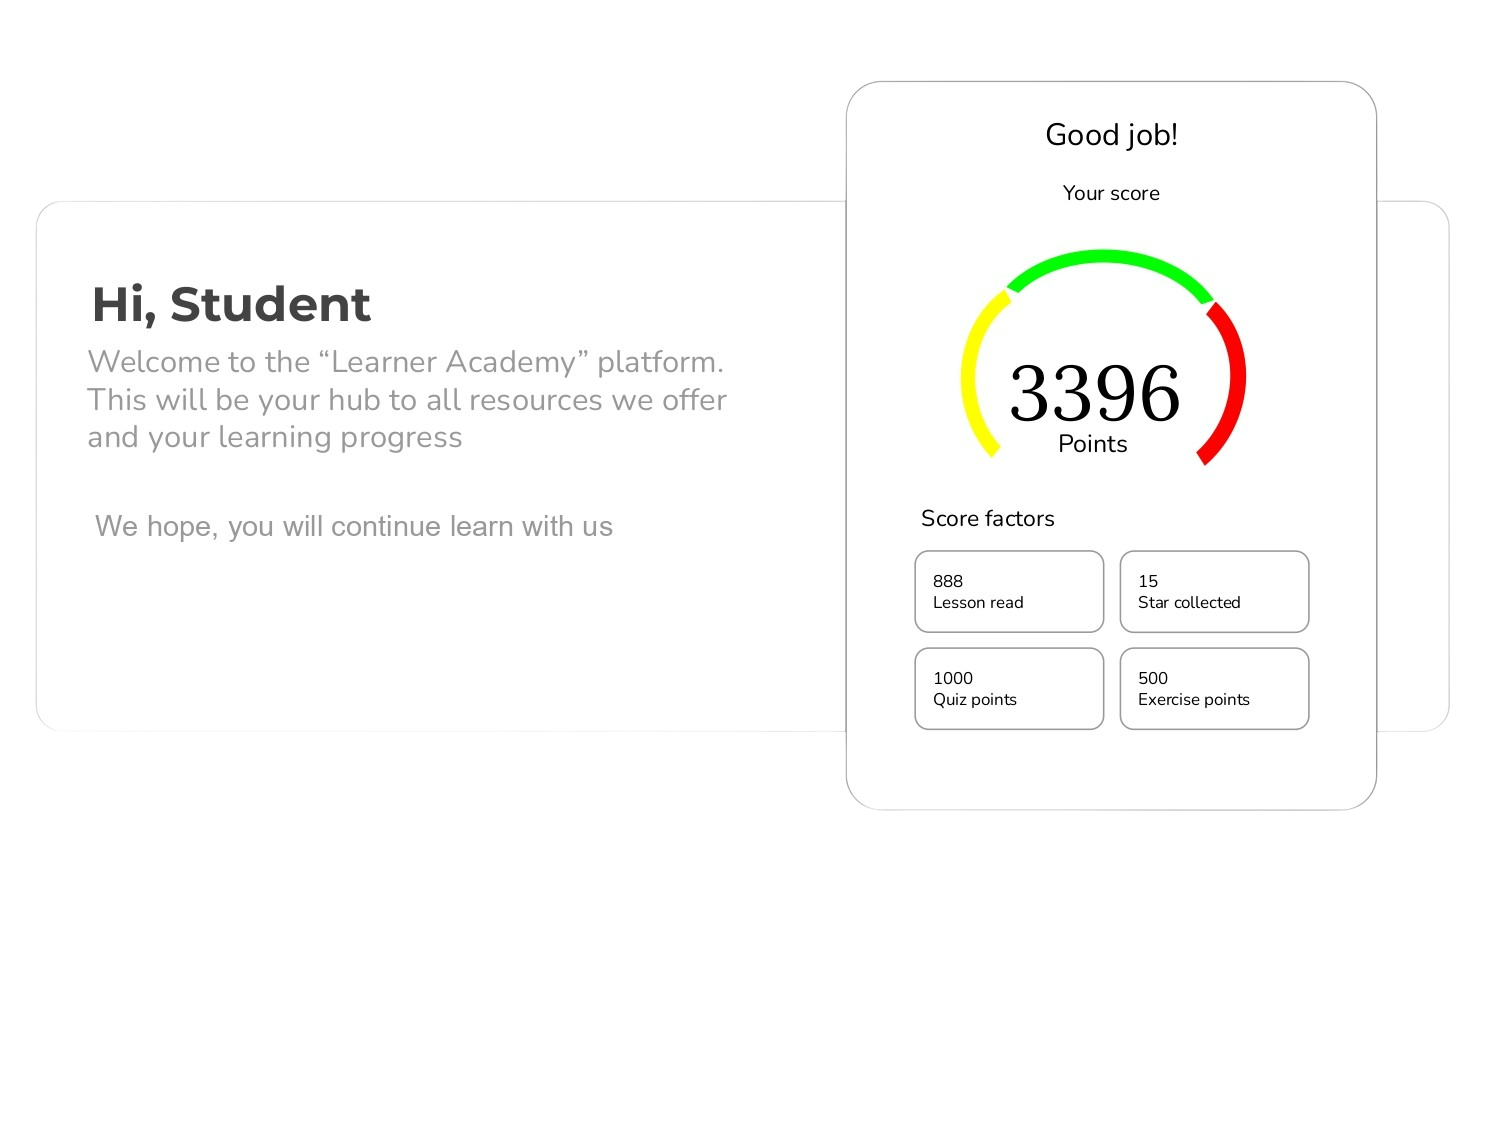 Hi, Student
Welcome to the “Learner Academy” platform.
This will be your hub to all resources we offer
and your learning progress
We hope, you will continue learn with us
Good job!
Your score
3396
Points
Score factors
888
Lesson read
15
Star collected
1000
Quiz points
500
Exercise points